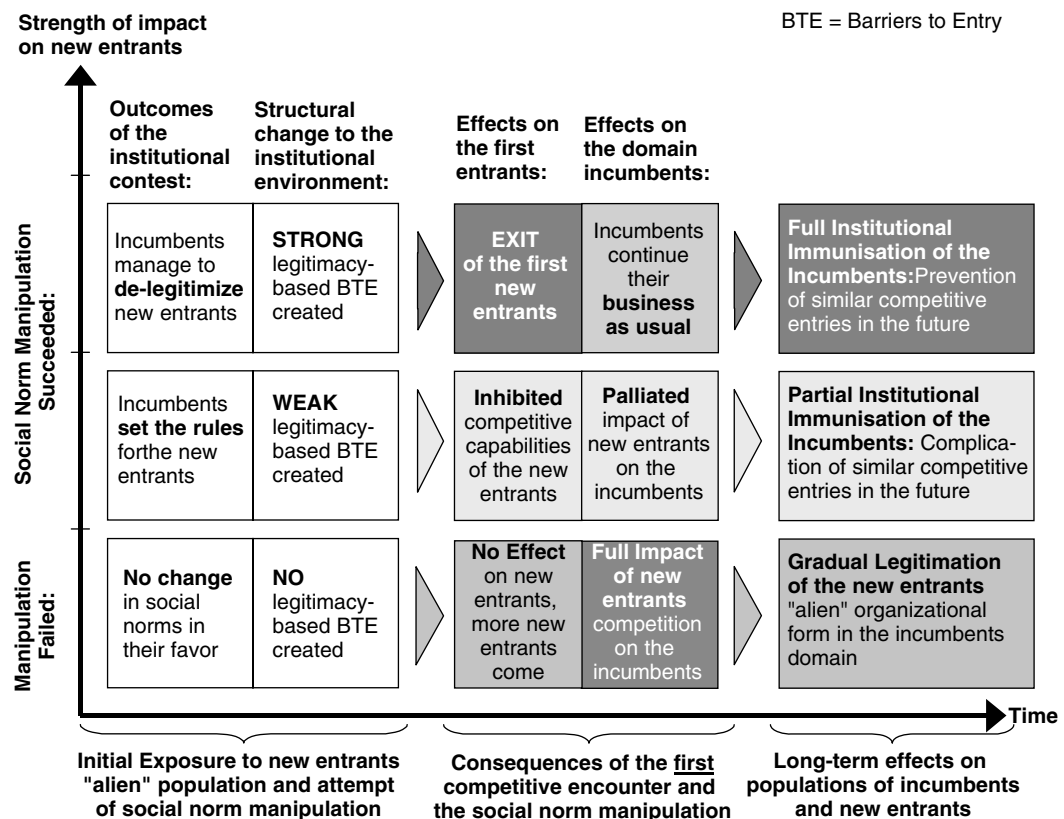 Strength of impact
on new entrants
BTE = Barriers to Entry
Outcomes
of the
institutional
contest:
Structural
change to the
institutional
environment:
Effects on
the first
entrants:
Effects on
the domain
incumbents:
Social Norm Manipulation
Succeeded:
Incumbents
manage to
de-legitimize
new entrants
STRONG
legitimacy-
based BTE
created
EXIT
of the first
new
entrants
Incumbents
continue
their
business
as usual
Full Institutional
Immunisation of the
Incumbents:Prevention
of similar competitive
entries in the future
Incumbents
set the rules
forthe new
entrants
WEAK
legitimacy-
based BTE
created
Inhibited
competitive
capabilities
of the new
entrants
Palliated
impact of
new entrants
on the
incumbents
Partial Institutional
Immunisation of the
Incumbents: Complica-
tion of similar competitive
entries in the future
Manipulation
Failed:
No change
in social
norms in
their favor
NO
legitimacy-
based BTE
created
No Effect
on new
entrants,
more new
entrants
come
Full Impact
of new
entrants
competition
on the
incumbents
Gradual Legitimation
of the new entrants
"alien" organizational
form in the incumbents
domain
Time
Initial Exposure to new entrants
"alien" population and attempt
of social norm manipulation
Consequences of the first
competitive encounter and
the social norm manipulation
Long-term effects on
populations of incumbents
and new entrants